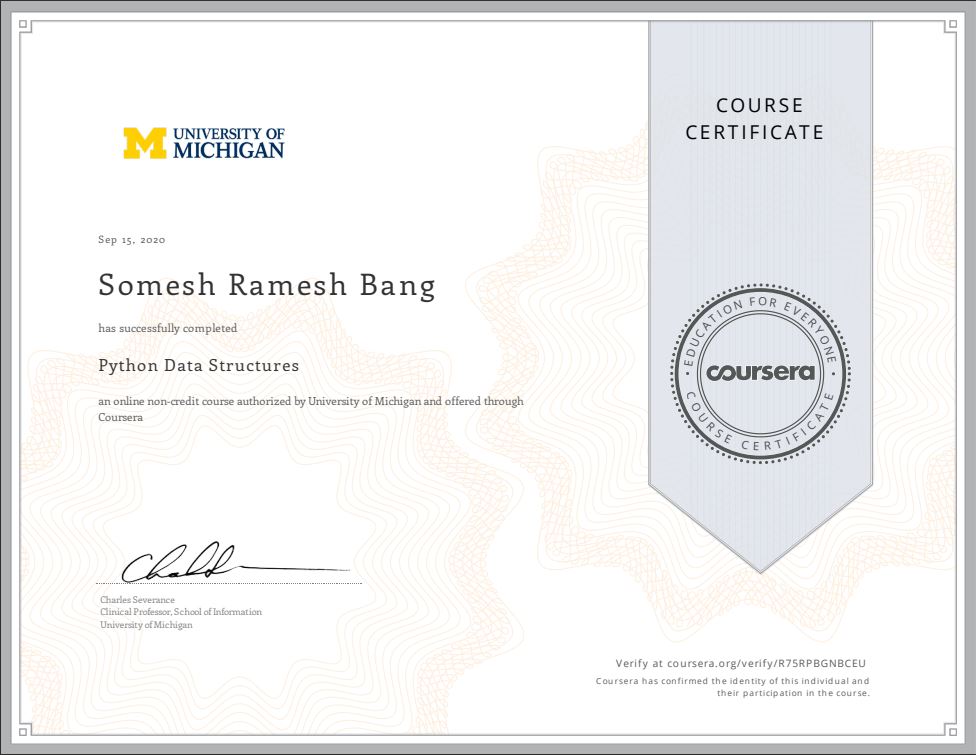 COURSE
CERTIFICATE
UNIVERSITY OF
MICHIGAN
Sep 15, 2020
Somesh Ramesh Bang
has successfully completed
Python Data Structures
an online non-credit course authorized by University of Michigan and offered through
Coursera
EDUCATION FOR EVERYONE
coursera
COURSE CERTIFICATE
Charles Severance
Clinical Professor, School of Information
University of Michigan
Verify at coursera.org/verify/R75RPBGNBCEU
Coursera has confirmed the identity of this individual and
their participation in the course.